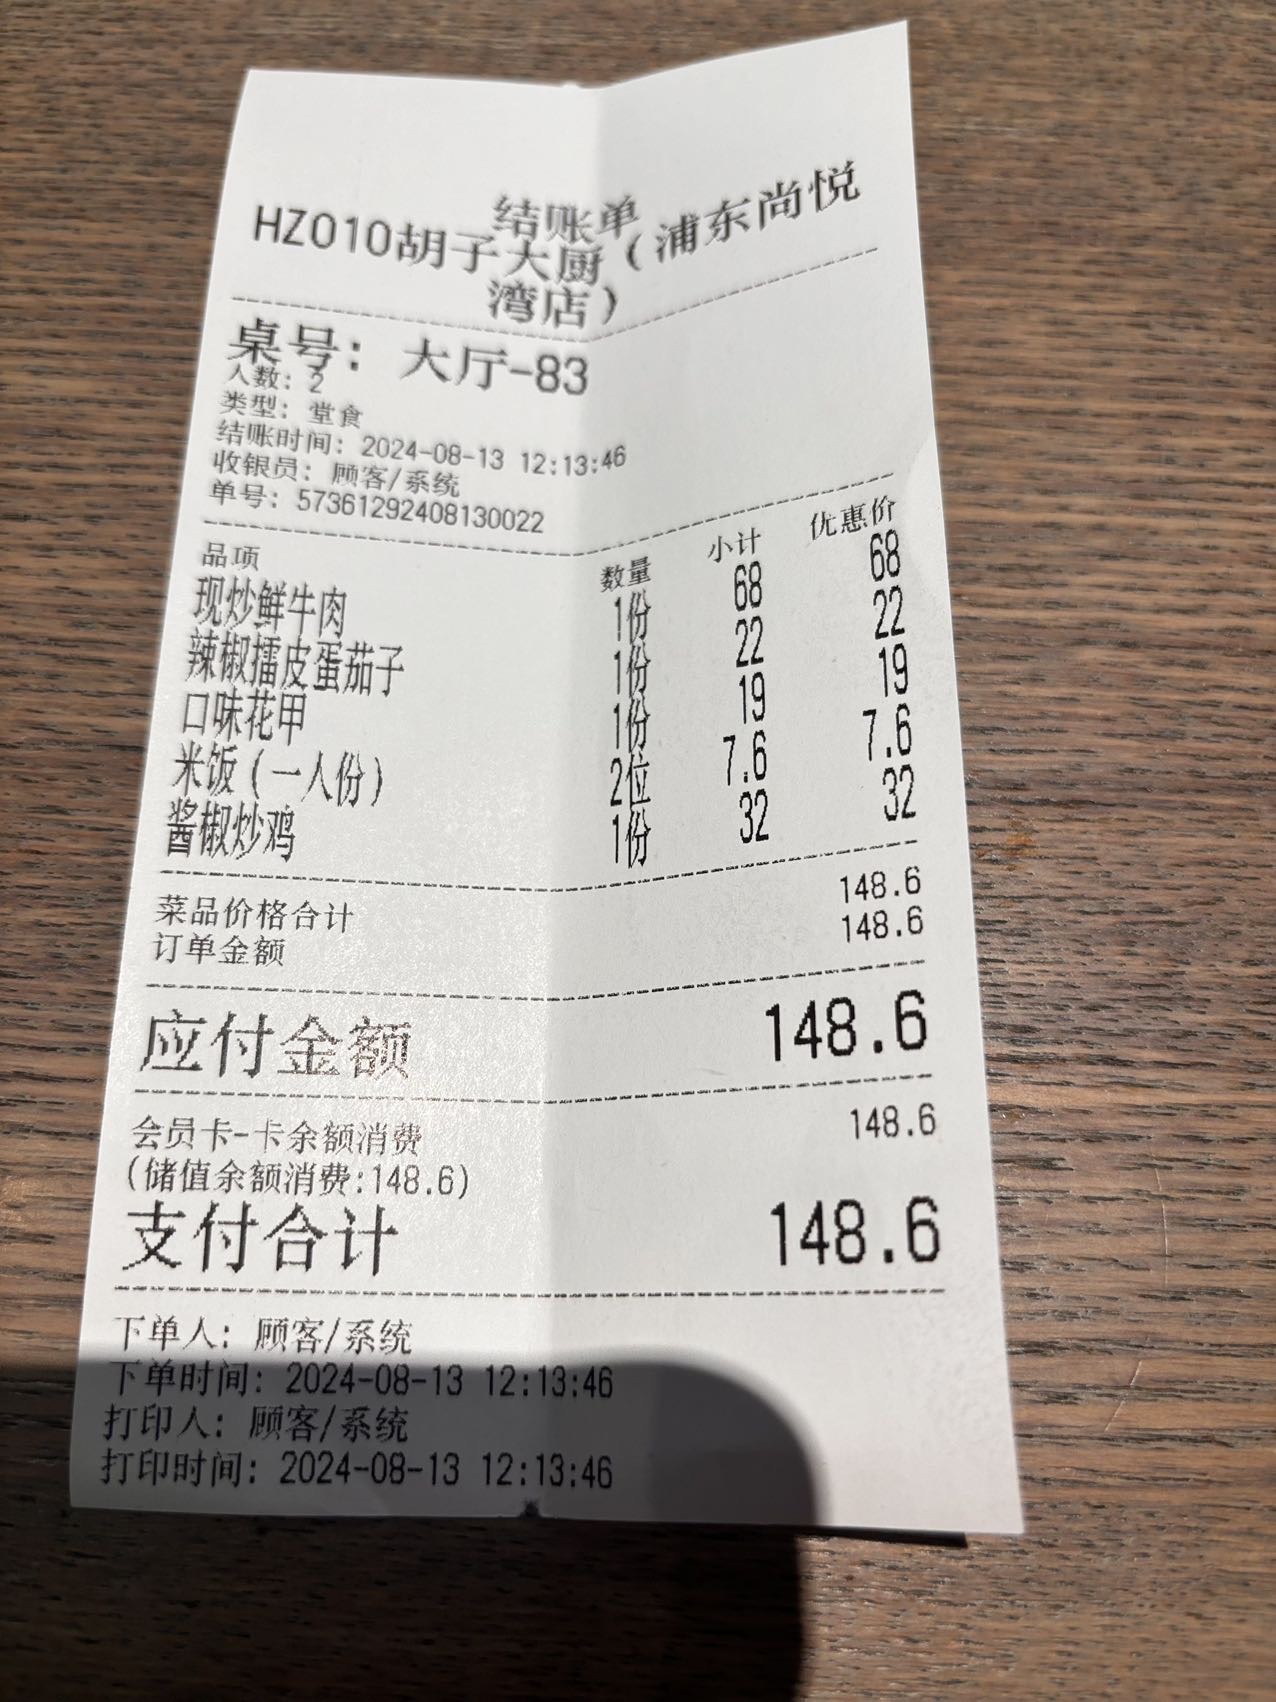 结账单
HZ010胡子大厨（浦东尚悦
湾店）
桌号：大厅-83
人数：2
类型：堂食
结账时间：2024-08-13 12:13:46
收银员：顾客/系统
单号：573612922408130022
品项 数量 小计 优惠价
现炒鲜牛肉 1份 68 68
辣椒擂皮蛋茄子 1份 22 22
口味花甲 1份 19 19
米饭（一人份） 2位 7.6 7.6
酱椒炒鸡 1份 32 32
菜品价格合计 148.6
订单金额 148.6
应付金额 148.6
会员卡-卡余额消费 148.6
(储值余额消费:148.6)
支付合计 148.6
下单人：顾客/系统
下单时间：2024-08-13 12:13:46
打印人：顾客/系统
打印时间：2024-08-13 12:13:46